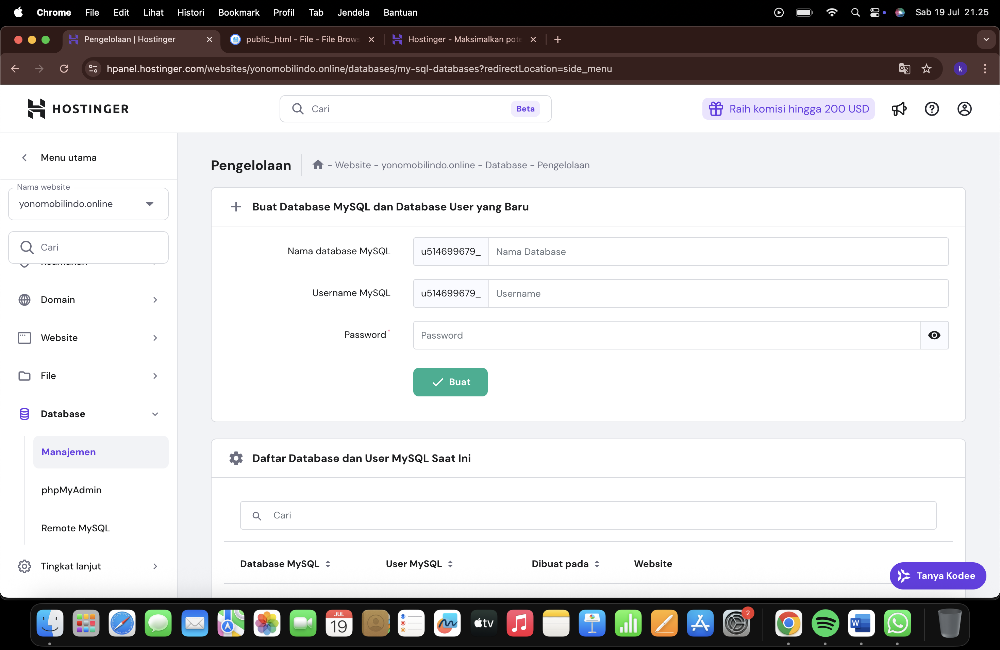 Chrome File Edit Lihat Histori Bookmark Profil Tab Jendela Bantuan Sab 19 Jul 21.25
Pengelolaan | Hostinger public_html - File - File Brows Hostinger - Maksimalkan pote
hpanel.hostinger.com/websites/yonomobilindo.online/databases/my-sql-databases?redirectLocation=side_menu k
HOSTINGER Cari Beta Raih komisi hingga 200 USD
Menu utama
Pengelolaan - Website - yonomobilindo.online - Database - Pengelolaan
Nama website
yonomobilindo.online
Buat Database MySQL dan Database User yang Baru
Cari
Nama database MySQL u514699679_ Nama Database
Username MySQL u514699679_ Username
Domain
Password* Password
Website
File
Buat
Database
Manajemen
Daftar Database dan User MySQL Saat Ini
phpMyAdmin
Cari
Remote MySQL
Tingkat lanjut
Database MySQL User MySQL Dibuat pada Website
Tanya Kodee
JUL
19
tv
2
W